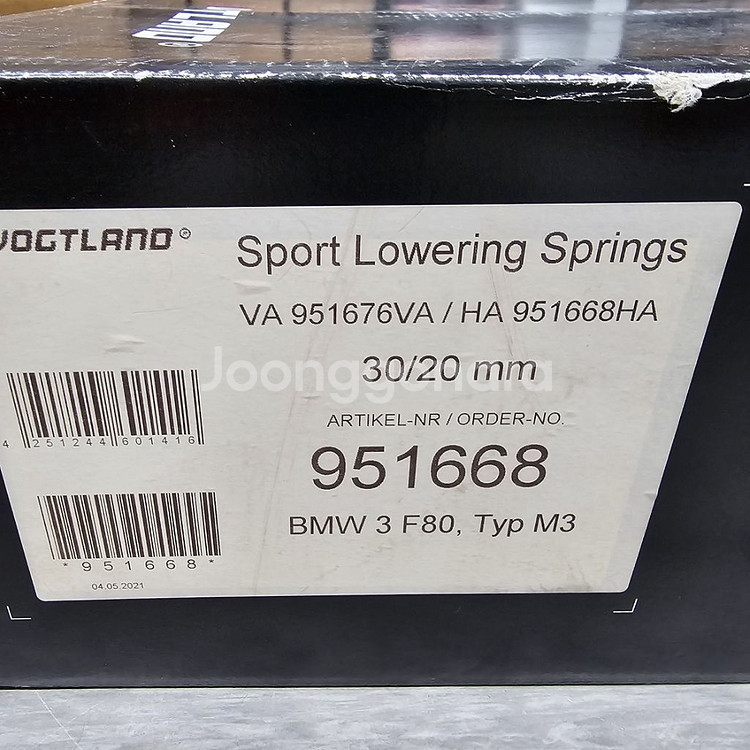 VOGTLAND®
Sport Lowering Springs
VA 951676VA / HA 951668HA
30/20 mm
Joonggonara
ARTIKEL-NR / ORDER-NO.
951668
BMW 3 F80, Typ M3
4 251244 601416
*951668*
04.05.2021